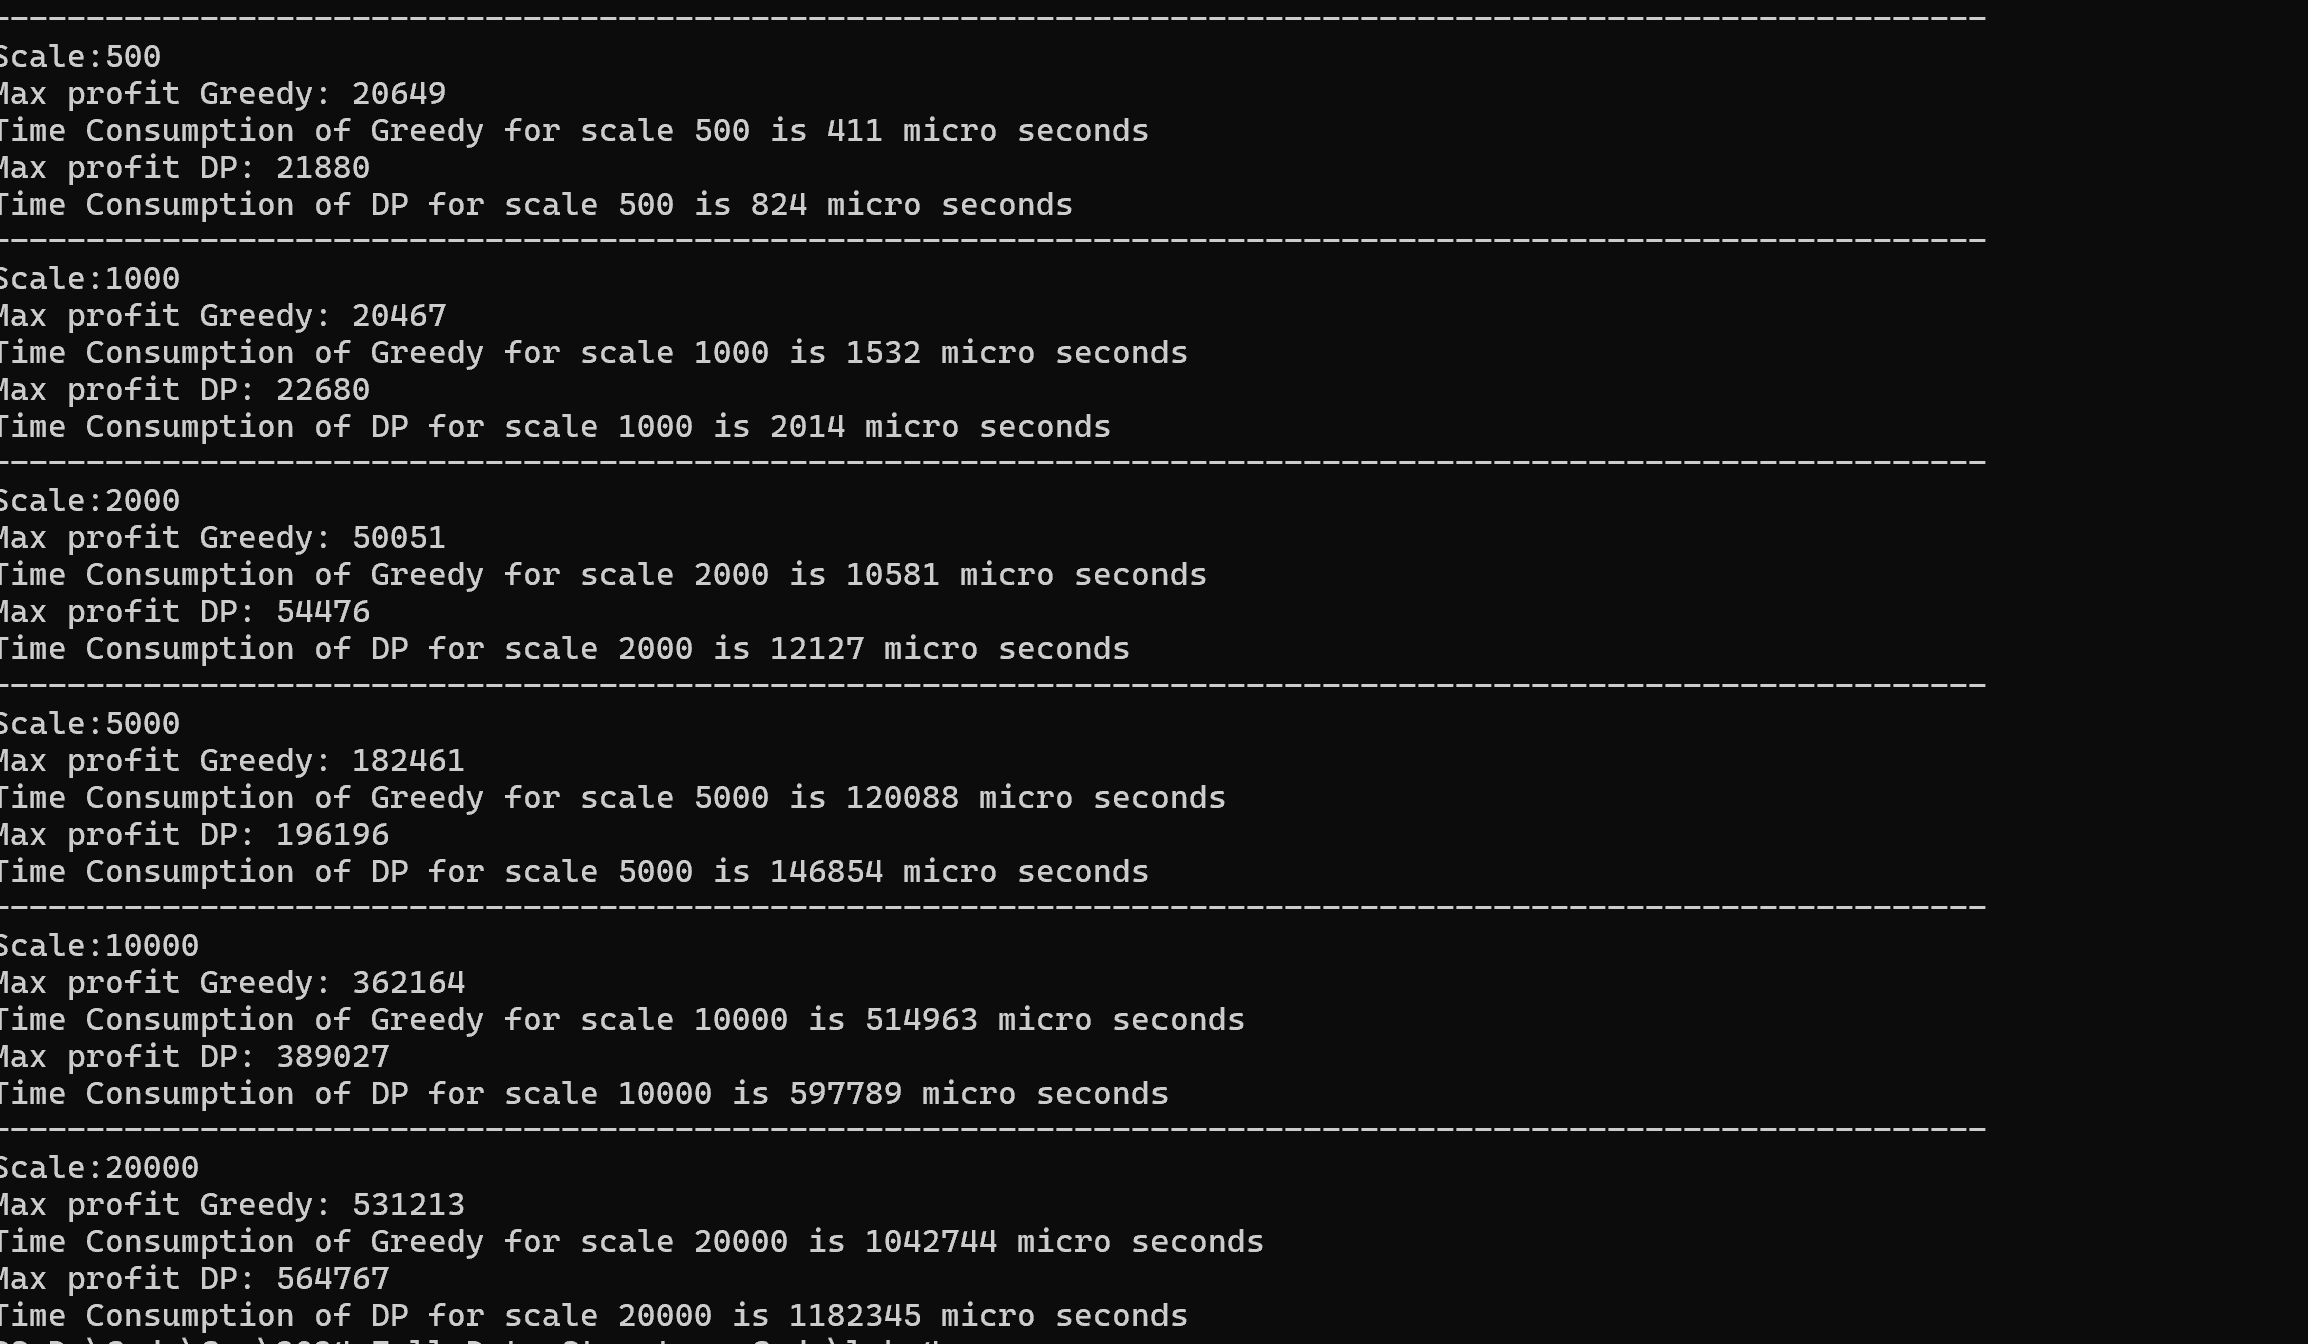 Scale:500
Max profit Greedy: 20649
Time Consumption of Greedy for scale 500 is 411 micro seconds
Max profit DP: 21880
Time Consumption of DP for scale 500 is 824 micro seconds
Scale:1000
Max profit Greedy: 20467
Time Consumption of Greedy for scale 1000 is 1532 micro seconds
Max profit DP: 22680
Time Consumption of DP for scale 1000 is 2014 micro seconds
Scale:2000
Max profit Greedy: 50051
Time Consumption of Greedy for scale 2000 is 10581 micro seconds
Max profit DP: 54476
Time Consumption of DP for scale 2000 is 12127 micro seconds
Scale:5000
Max profit Greedy: 182461
Time Consumption of Greedy for scale 5000 is 120088 micro seconds
Max profit DP: 196196
Time Consumption of DP for scale 5000 is 146854 micro seconds
Scale:10000
Max profit Greedy: 362164
Time Consumption of Greedy for scale 10000 is 514963 micro seconds
Max profit DP: 389027
Time Consumption of DP for scale 10000 is 597789 micro seconds
Scale:20000
Max profit Greedy: 531213
Time Consumption of Greedy for scale 20000 is 1042744 micro seconds
Max profit DP: 564767
Time Consumption of DP for scale 20000 is 1182345 micro seconds